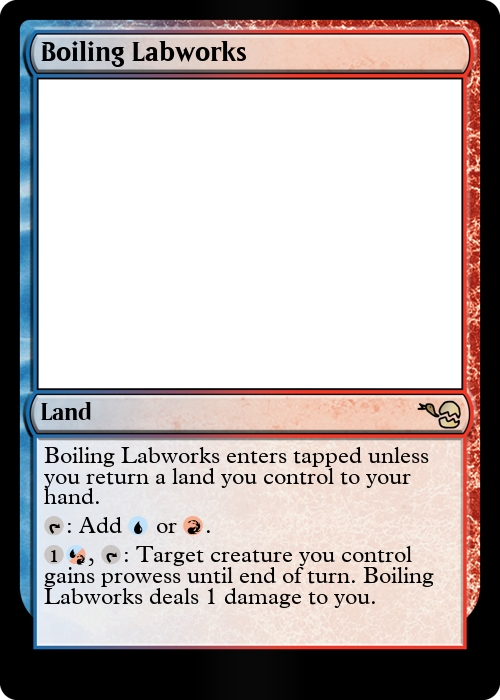 Boiling Labworks
Land
Boiling Labworks enters tapped unless
you return a land you control to your
hand.
: Add or .
1 , : Target creature you control
gains prowess until end of turn. Boiling
Labworks deals 1 damage to you.